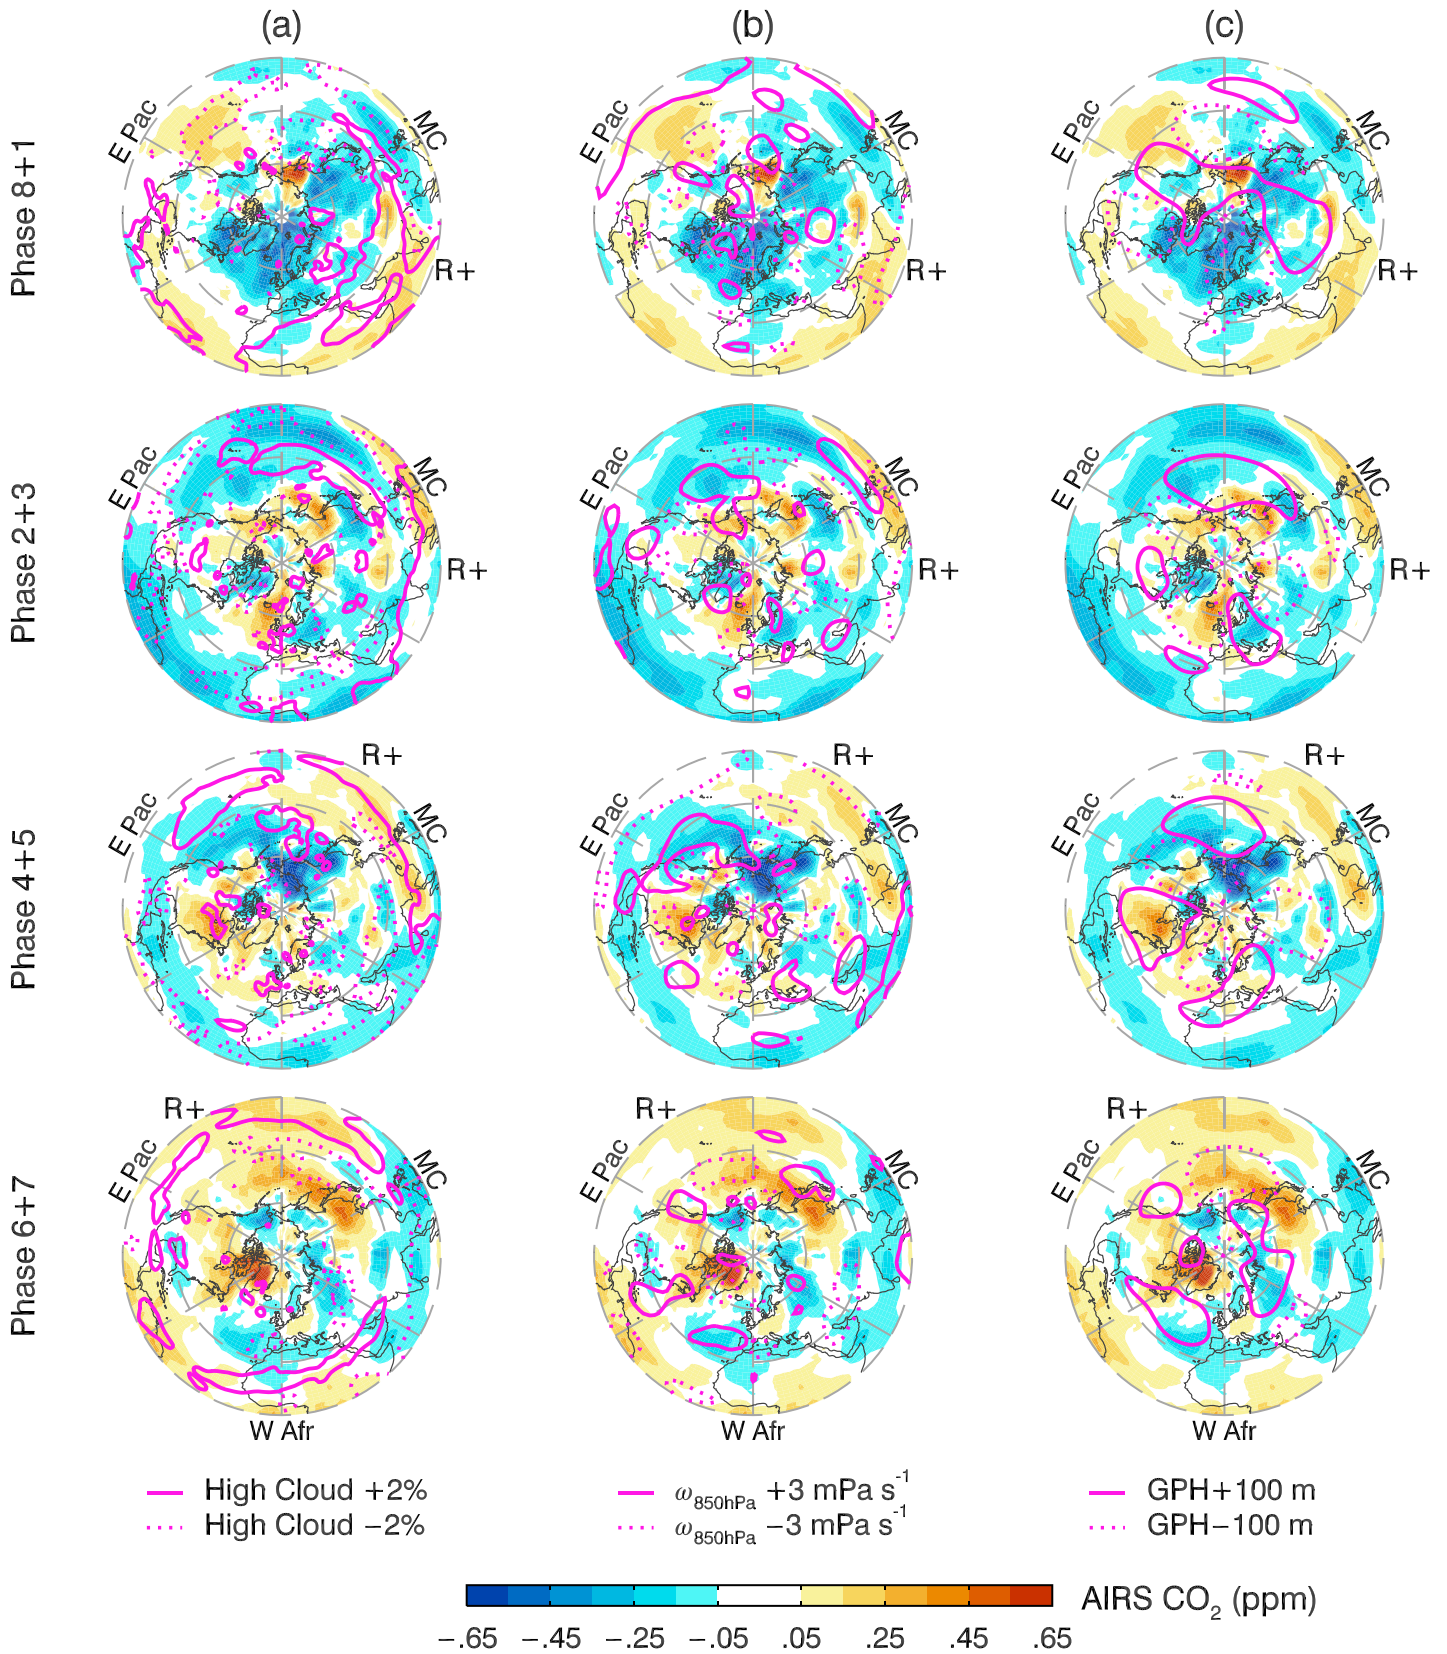 (a) (b) (c)
Phase 8+1
E Pac MC R+
E Pac MC R+
E Pac MC R+
Phase 2+3
E Pac MC R+
E Pac MC R+
E Pac MC R+
Phase 4+5
R+ E Pac MC
R+ E Pac MC
R+ E Pac MC
Phase 6+7
R+ E Pac MC W Afr
R+ E Pac MC W Afr
R+ E Pac MC W Afr
High Cloud +2%
High Cloud −2%
ω850hPa +3 mPa s-1
ω850hPa −3 mPa s-1
GPH+100 m
GPH−100 m
AIRS CO2 (ppm)
−.65 −.45 −.25 −.05 .05 .25 .45 .65